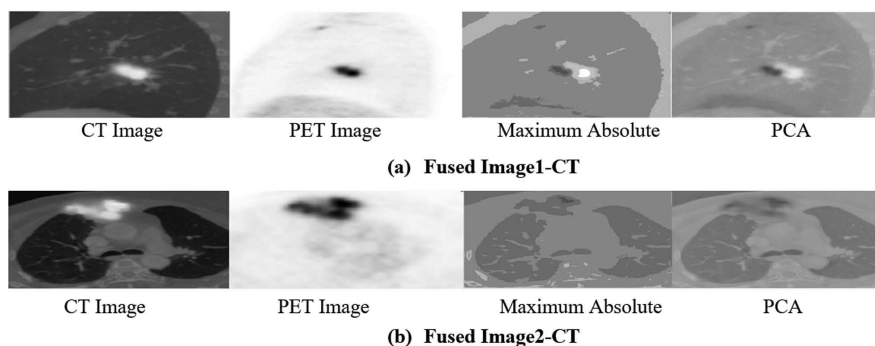 CT Image PET Image Maximum Absolute PCA
(a) Fused Image1-CT
CT Image PET Image Maximum Absolute PCA
(b) Fused Image2-CT